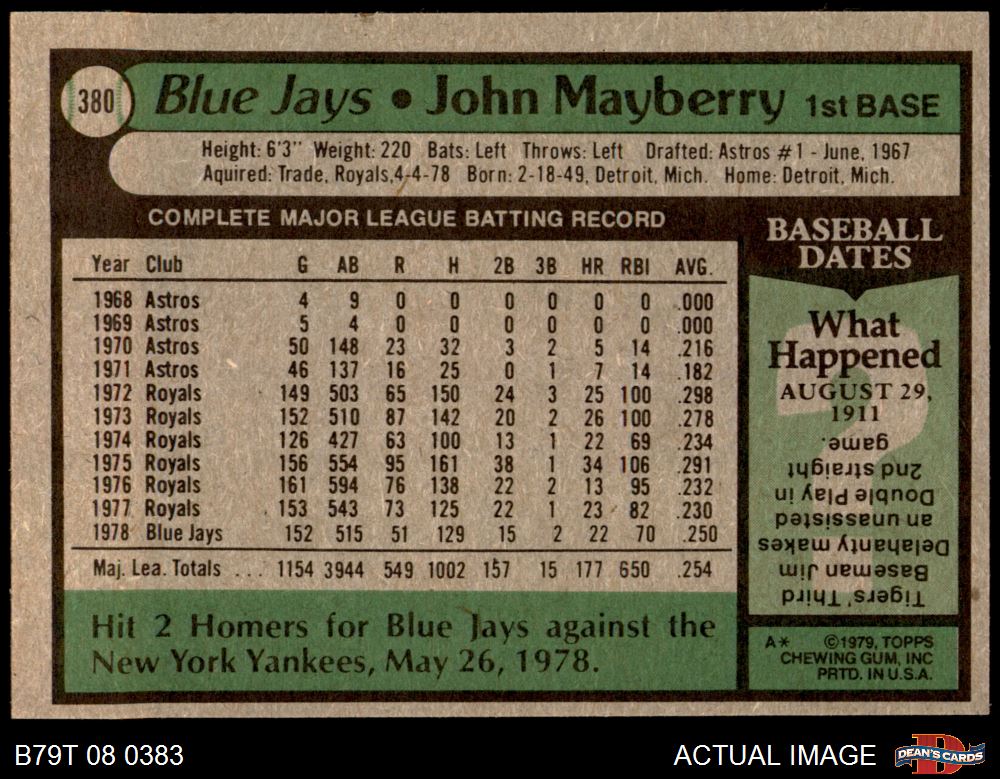 380
Blue Jays • John Mayberry 1st BASE
Height: 6'3" Weight: 220 Bats: Left Throws: Left Drafted: Astros #1 - June, 1967
Aquired: Trade, Royals,4-4-78 Born: 2-18-49, Detroit, Mich. Home: Detroit, Mich.
COMPLETE MAJOR LEAGUE BATTING RECORD
Year Club G AB R H 2B 3B HR RBI AVG.
1968 Astros 4 9 0 0 0 0 0 0 .000
1969 Astros 5 4 0 0 0 0 0 0 .000
1970 Astros 50 148 23 32 3 2 5 14 .216
1971 Astros 46 137 16 25 0 1 7 14 .182
1972 Royals 149 503 65 150 24 3 25 100 .298
1973 Royals 152 510 87 142 20 2 26 100 .278
1974 Royals 126 427 63 100 13 1 22 69 .234
1975 Royals 156 554 95 161 38 1 34 106 .291
1976 Royals 161 594 76 138 22 2 13 95 .232
1977 Royals 153 543 73 125 22 1 23 82 .230
1978 Blue Jays 152 515 51 129 15 2 22 70 .250
Maj. Lea. Totals ... 1154 3944 549 1002 157 15 177 650 .254
Hit 2 Homers for Blue Jays against the
New York Yankees, May 26, 1978.
BASEBALL
DATES
What
Happened
AUGUST 29,
1911
Tigers' Third
Baseman Jim
Delahanty makes
an unassisted
Double Play in
2nd straight
game.
A* ©1979, TOPPS
CHEWING GUM, INC
PRTD. IN U.S.A.
B79T 08 0383
ACTUAL IMAGE
DEAN'S CARDS